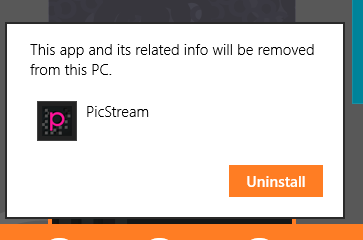 This app and its related info will be removed
from this PC.
p
PicStream
Uninstall